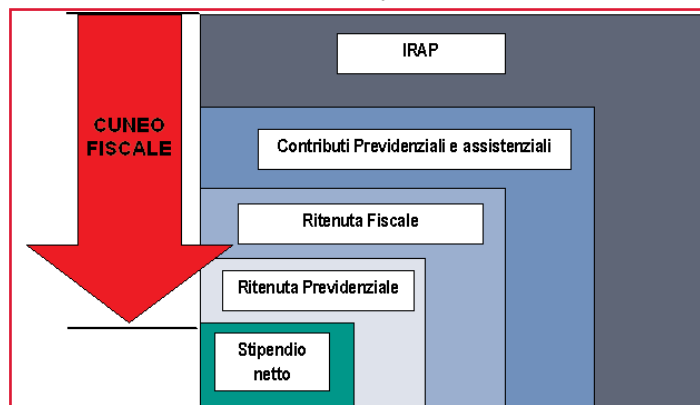 IRAP
CUNEO
FISCALE
Contributi Previdenziali e assistenziali
Ritenuta Fiscale
Ritenuta Previdenziale
Stipendio
netto